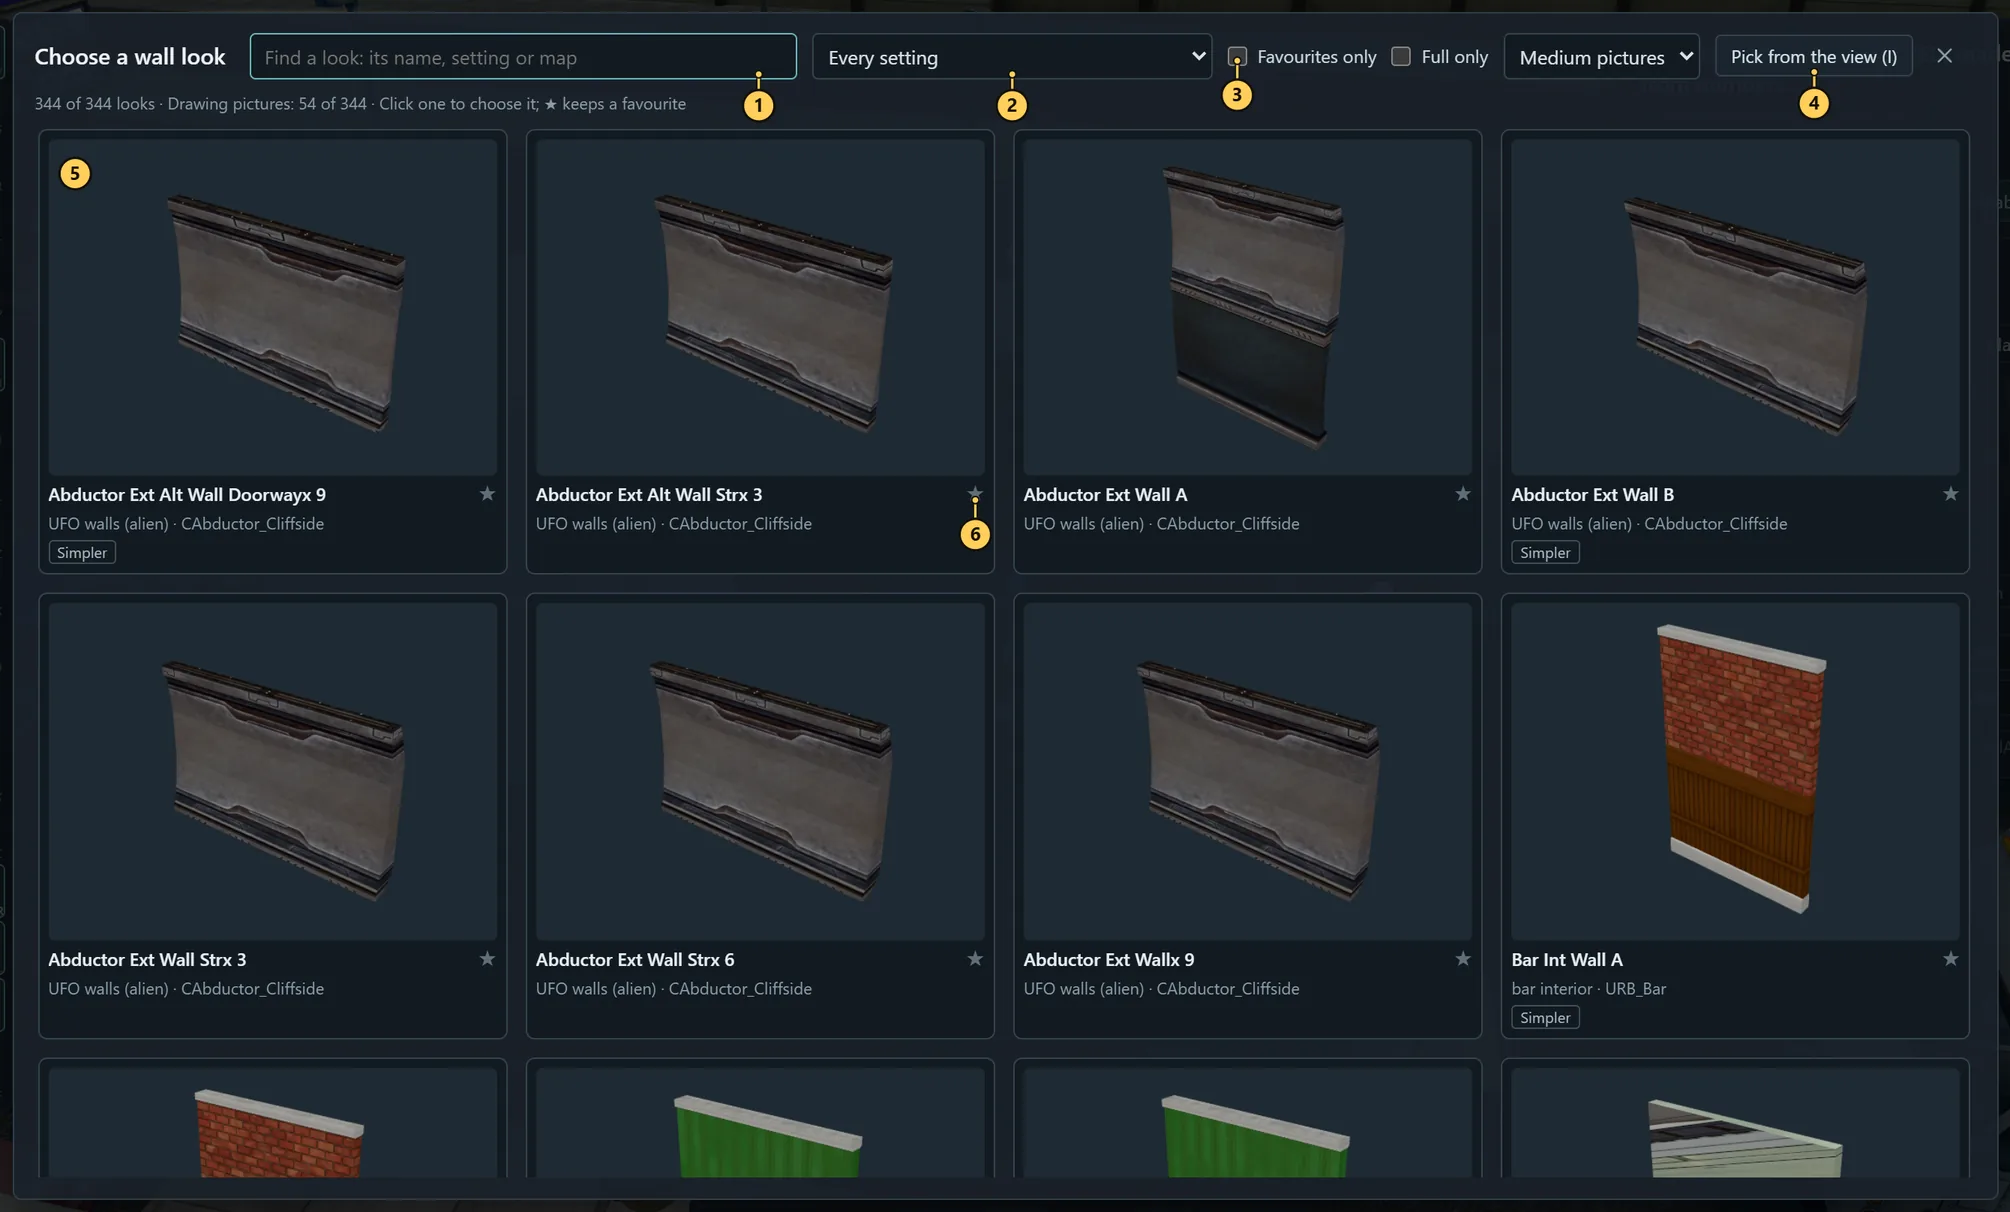 Choose a wall look
Find a look: its name, setting or map
Every setting
Favourites only
Full only
Medium pictures
Pick from the view (I)
344 of 344 looks · Drawing pictures: 54 of 344 · Click one to choose it; ★ keeps a favourite
1
2
3
4
5
Abductor Ext Alt Wall Doorwayx 9
UFO walls (alien) · CAbductor_Cliffside
Simpler
Abductor Ext Alt Wall Strx 3
UFO walls (alien) · CAbductor_Cliffside
6
Abductor Ext Wall A
UFO walls (alien) · CAbductor_Cliffside
Abductor Ext Wall B
UFO walls (alien) · CAbductor_Cliffside
Simpler
Abductor Ext Wall Strx 3
UFO walls (alien) · CAbductor_Cliffside
Abductor Ext Wall Strx 6
UFO walls (alien) · CAbductor_Cliffside
Abductor Ext Wallx 9
UFO walls (alien) · CAbductor_Cliffside
Bar Int Wall A
bar interior · URB_Bar
Simpler